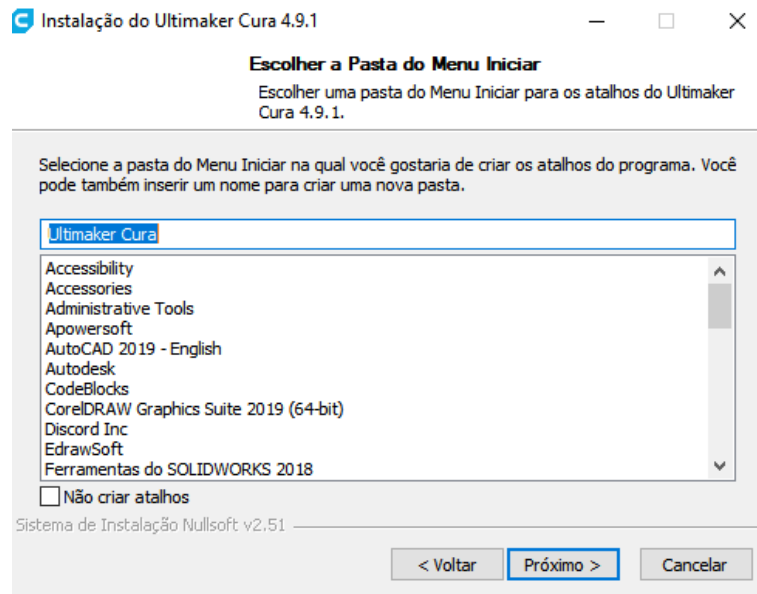 Instalação do Ultimaker Cura 4.9.1
Escolher a Pasta do Menu Iniciar
Escolher uma pasta do Menu Iniciar para os atalhos do Ultimaker
Cura 4.9.1.
Selecione a pasta do Menu Iniciar na qual você gostaria de criar os atalhos do programa. Você
pode também inserir um nome para criar uma nova pasta.
Ultimaker Cura
Accessibility
Accessories
Administrative Tools
Apowersoft
AutoCAD 2019 - English
Autodesk
CodeBlocks
CorelDRAW Graphics Suite 2019 (64-bit)
Discord Inc
EdrawSoft
Ferramentas do SOLIDWORKS 2018
Não criar atalhos
Sistema de Instalação Nullsoft v2.51
< Voltar
Próximo >
Cancelar